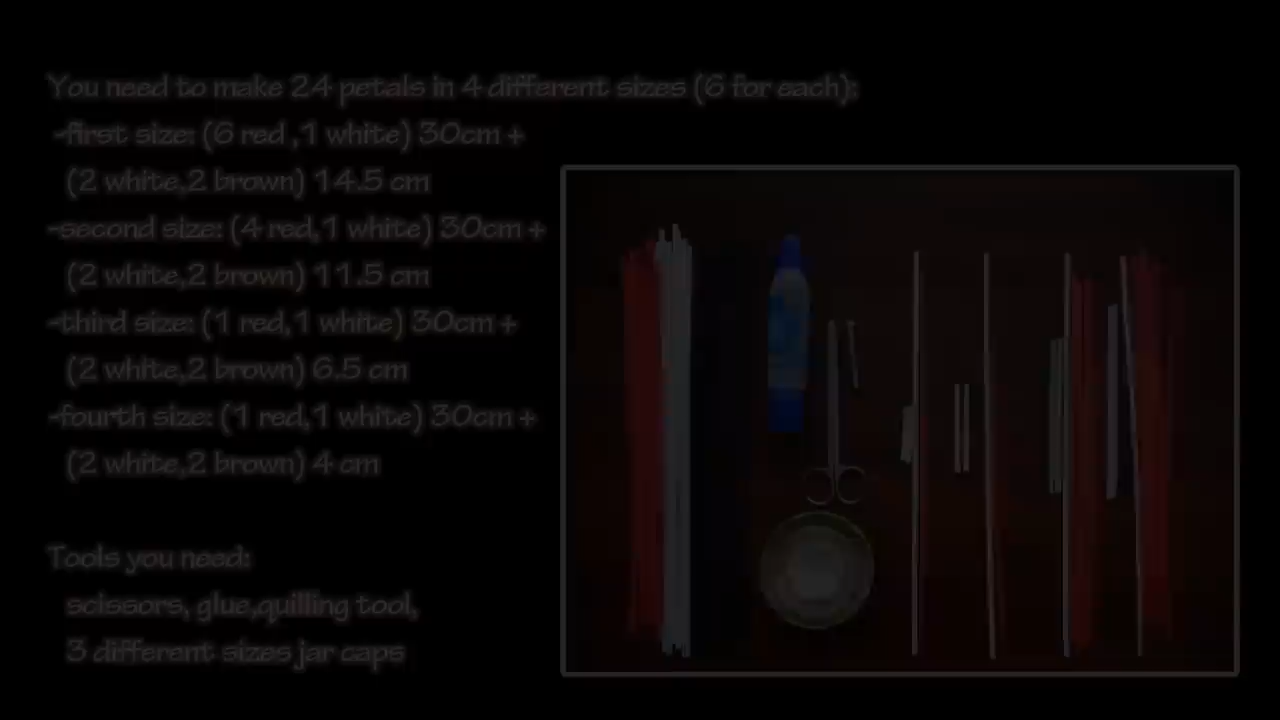 You need to make 24 petals in 4 different sizes (6 for each):
-first size: (6 red ,1 white) 30cm +
(2 white,2 brown) 14.5 cm
-second size: (4 red,1 white) 30cm +
(2 white,2 brown) 11.5 cm
-third size: (1 red,1 white) 30cm +
(2 white,2 brown) 6.5 cm
-fourth size: (1 red,1 white) 30cm +
(2 white,2 brown) 4 cm
Tools you need:
scissors, glue,quilling tool,
3 different sizes jar caps